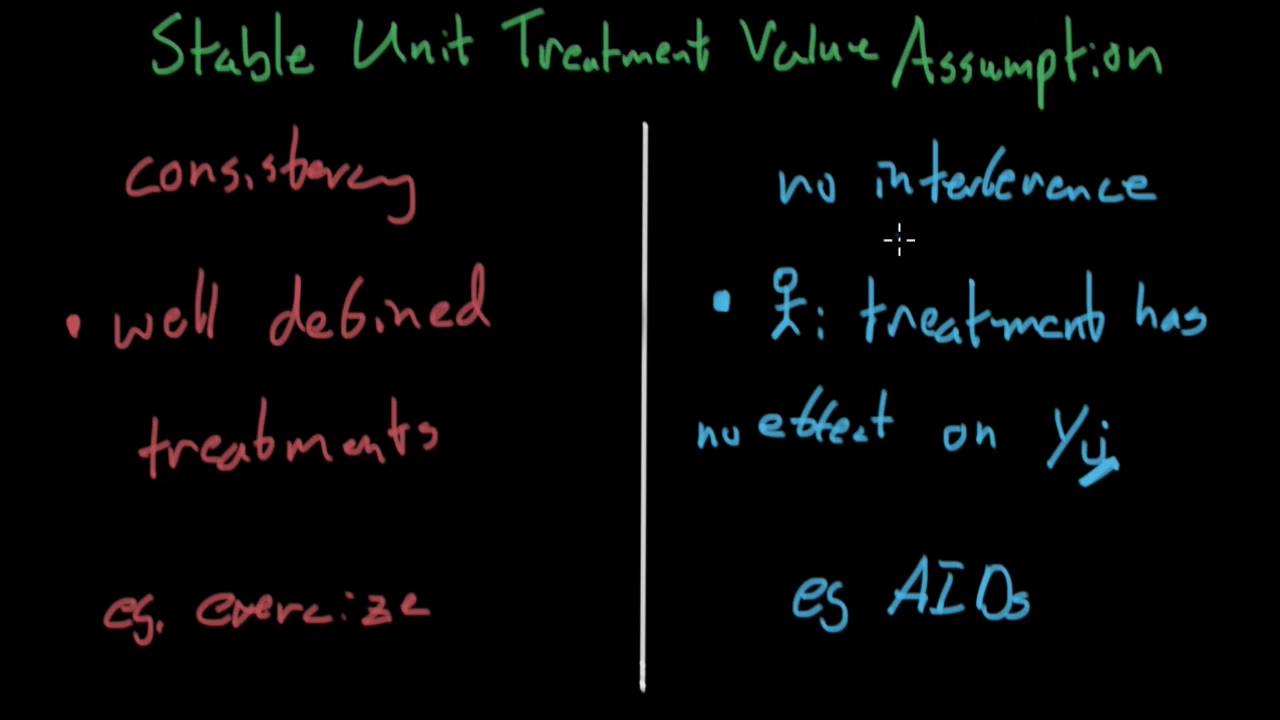 Stable Unit Treatment Value Assumption
consistency
• well defined
treatments
eg. exercize
no interference
• : treatment has
no effect on Yj
eg AIDs